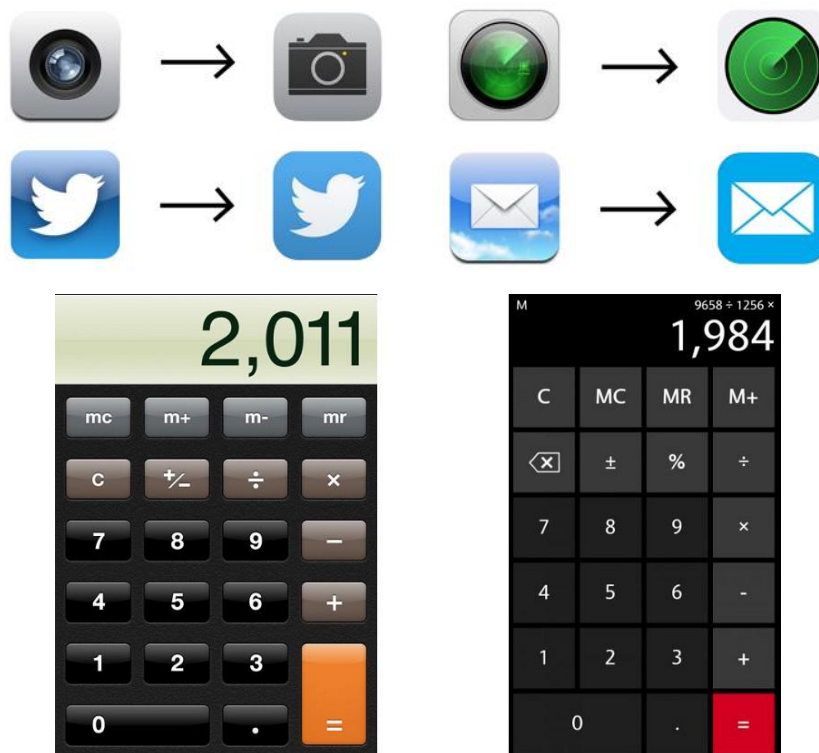 2,011
mc m+ m- mr
C +/− ÷ ×
7 8 9 −
4 5 6 +
1 2 3
0 . =
M 9658 ÷ 1256 ×
1,984
C MC MR M+
± % ÷
7 8 9 ×
4 5 6 -
1 2 3 +
0 . =